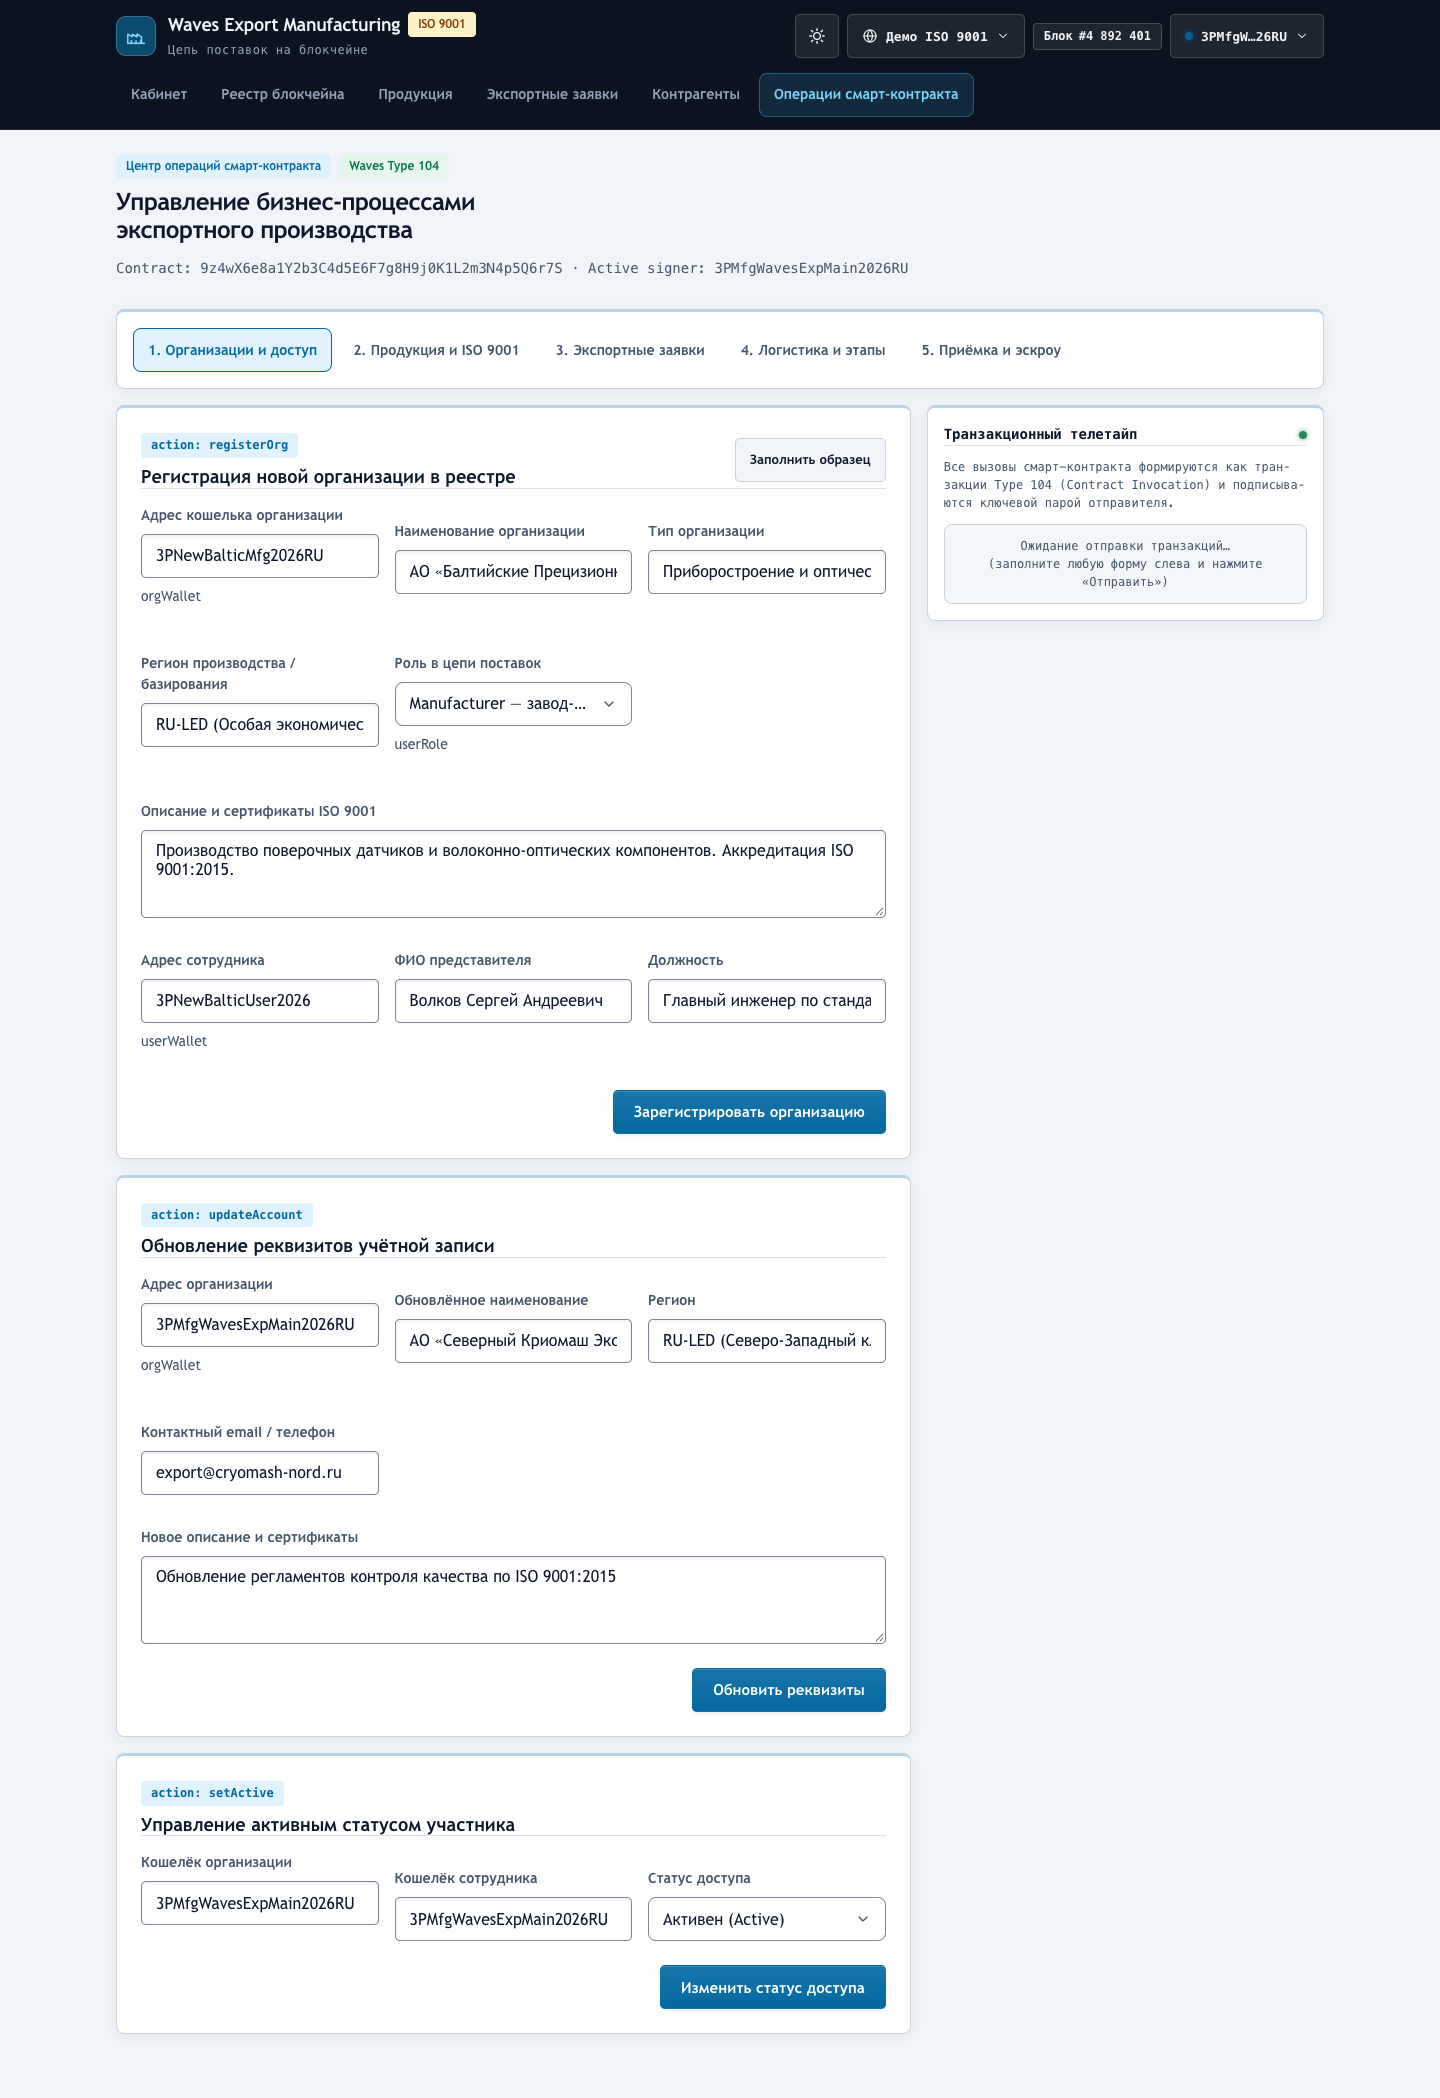 Waves Export Manufacturing
ISO 9001
Цепь поставок на блокчейне
Демо ISO 9001
Блок #4 892 401
3PMfgW…26RU
Кабинет
Реестр блокчейна
Продукция
Экспортные заявки
Контрагенты
Операции смарт-контракта
Центр операций смарт-контракта
Waves Type 104
Управление бизнес-процессами
экспортного производства
Contract: 9z4wX6e8a1Y2b3C4d5E6F7g8H9j0K1L2m3N4p5Q6r7S · Active signer: 3PMfgWavesExpMain2026RU
1. Организации и доступ
2. Продукция и ISO 9001
3. Экспортные заявки
4. Логистика и этапы
5. Приёмка и эскроу
action: registerOrg
Регистрация новой организации в реестре
Заполнить образец
Адрес кошелька организации
3PNewBalticMfg2026RU
orgWallet
Наименование организации
АО «Балтийские Прецизион
Тип организации
Приборостроение и оптичес
Регион производства /
базирования
RU-LED (Особая экономичес
Роль в цепи поставок
Manufacturer — завод-…
userRole
Описание и сертификаты ISO 9001
Производство поверочных датчиков и волоконно-оптических компонентов. Аккредитация ISO
9001:2015.
Адрес сотрудника
3PNewBalticUser2026
userWallet
ФИО представителя
Волков Сергей Андреевич
Должность
Главный инженер по станда
Зарегистрировать организацию
Транзакционный телетайп
Все вызовы смарт-контракта формируются как тран-
закции Type 104 (Contract Invocation) и подписыва-
ются ключевой парой отправителя.
Ожидание отправки транзакций…
(заполните любую форму слева и нажмите
«Отправить»)
action: updateAccount
Обновление реквизитов учётной записи
Адрес организации
3PMfgWavesExpMain2026RU
orgWallet
Обновлённое наименование
АО «Северный Криомаш Экс
Регион
RU-LED (Северо-Западный к
Контактный email / телефон
export@cryomash-nord.ru
Новое описание и сертификаты
Обновление регламентов контроля качества по ISO 9001:2015
Обновить реквизиты
action: setActive
Управление активным статусом участника
Кошелёк организации
3PMfgWavesExpMain2026RU
Кошелёк сотрудника
3PMfgWavesExpMain2026RU
Статус доступа
Активен (Active)
Изменить статус доступа